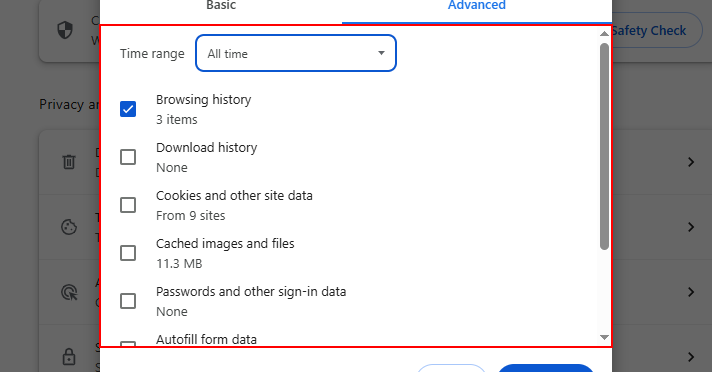 Basic
Advanced
Safety Check
Time range
All time
Privacy an
Browsing history
3 items
Download history
None
Cookies and other site data
From 9 sites
Cached images and files
11.3 MB
Passwords and other sign-in data
None
Autofill form data